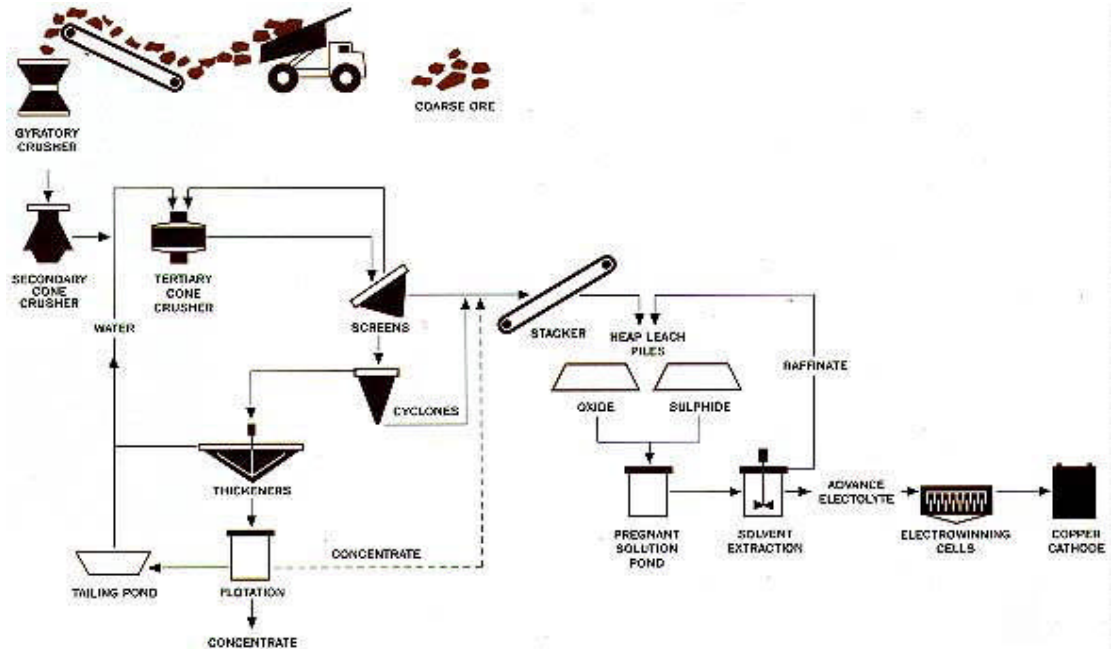 COARSE ORE
GYRATORY
CRUSHER
SECONDARY
CONE
CRUSHER
TERTIARY
CONE
CRUSHER
WATER
SCREENS
STACKER
HEAP LEACH
PILES
RAFFINATE
CYCLONES
OXIDE
SULPHIDE
THICKENERS
ADVANCE
ELECTOLYTE
PREGNANT
SOLUTION
POND
SOLVENT
EXTRACTION
ELECTROWINNING
CELLS
COPPER
CATHODE
CONCENTRATE
TAILING POND
FLOTATION
CONCENTRATE